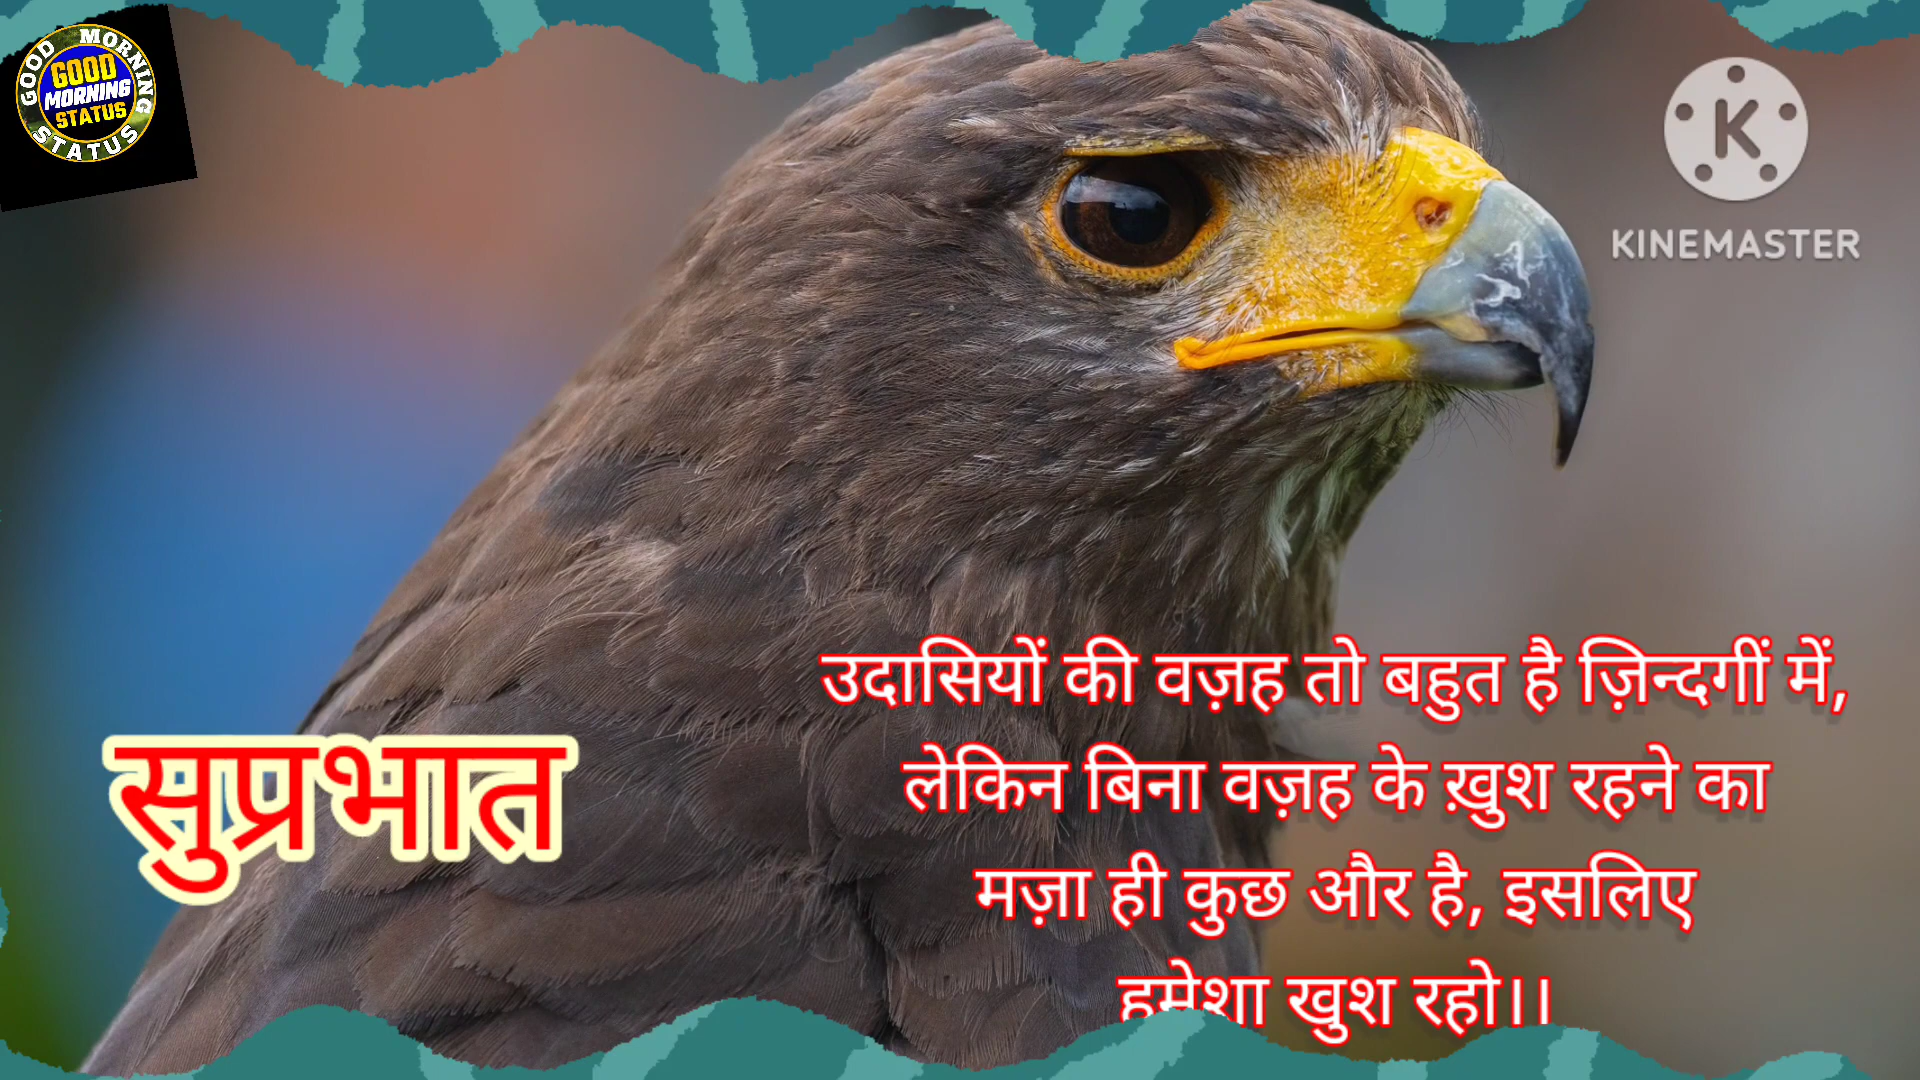 GOOD MORNING
GOOD
MORNING
STATUS
STATUS
K
KINEMASTER
उदासियों की वज़ह तो बहुत है ज़िन्दगीं में,
लेकिन बिना वज़ह के ख़ुश रहने का
मज़ा ही कुछ और है, इसलिए
हमेशा खुश रहो।।
सुप्रभात